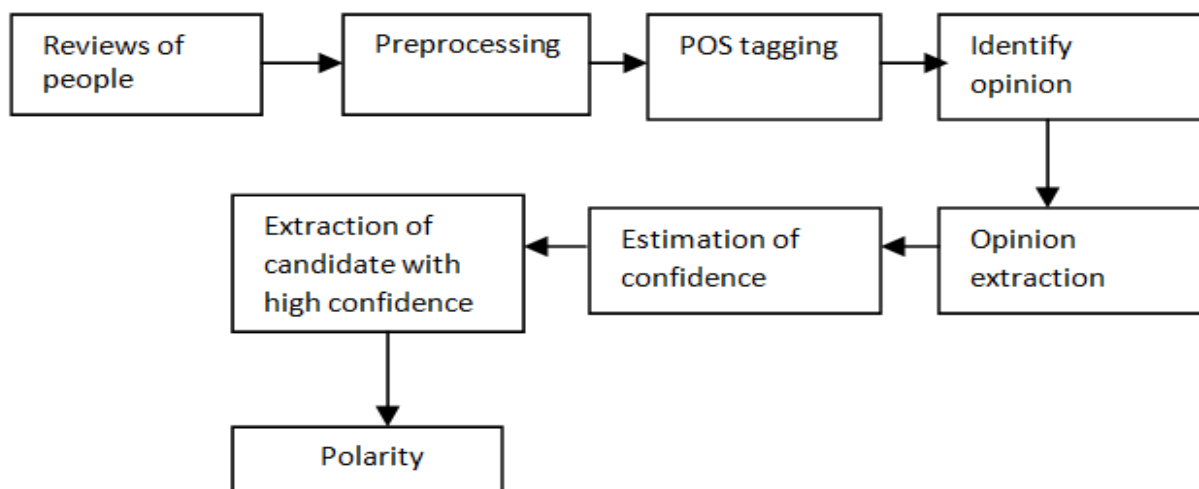 Reviews of
people
Preprocessing
POS tagging
Identify
opinion
Opinion
extraction
Estimation of
confidence
Extraction of
candidate with
high confidence
Polarity